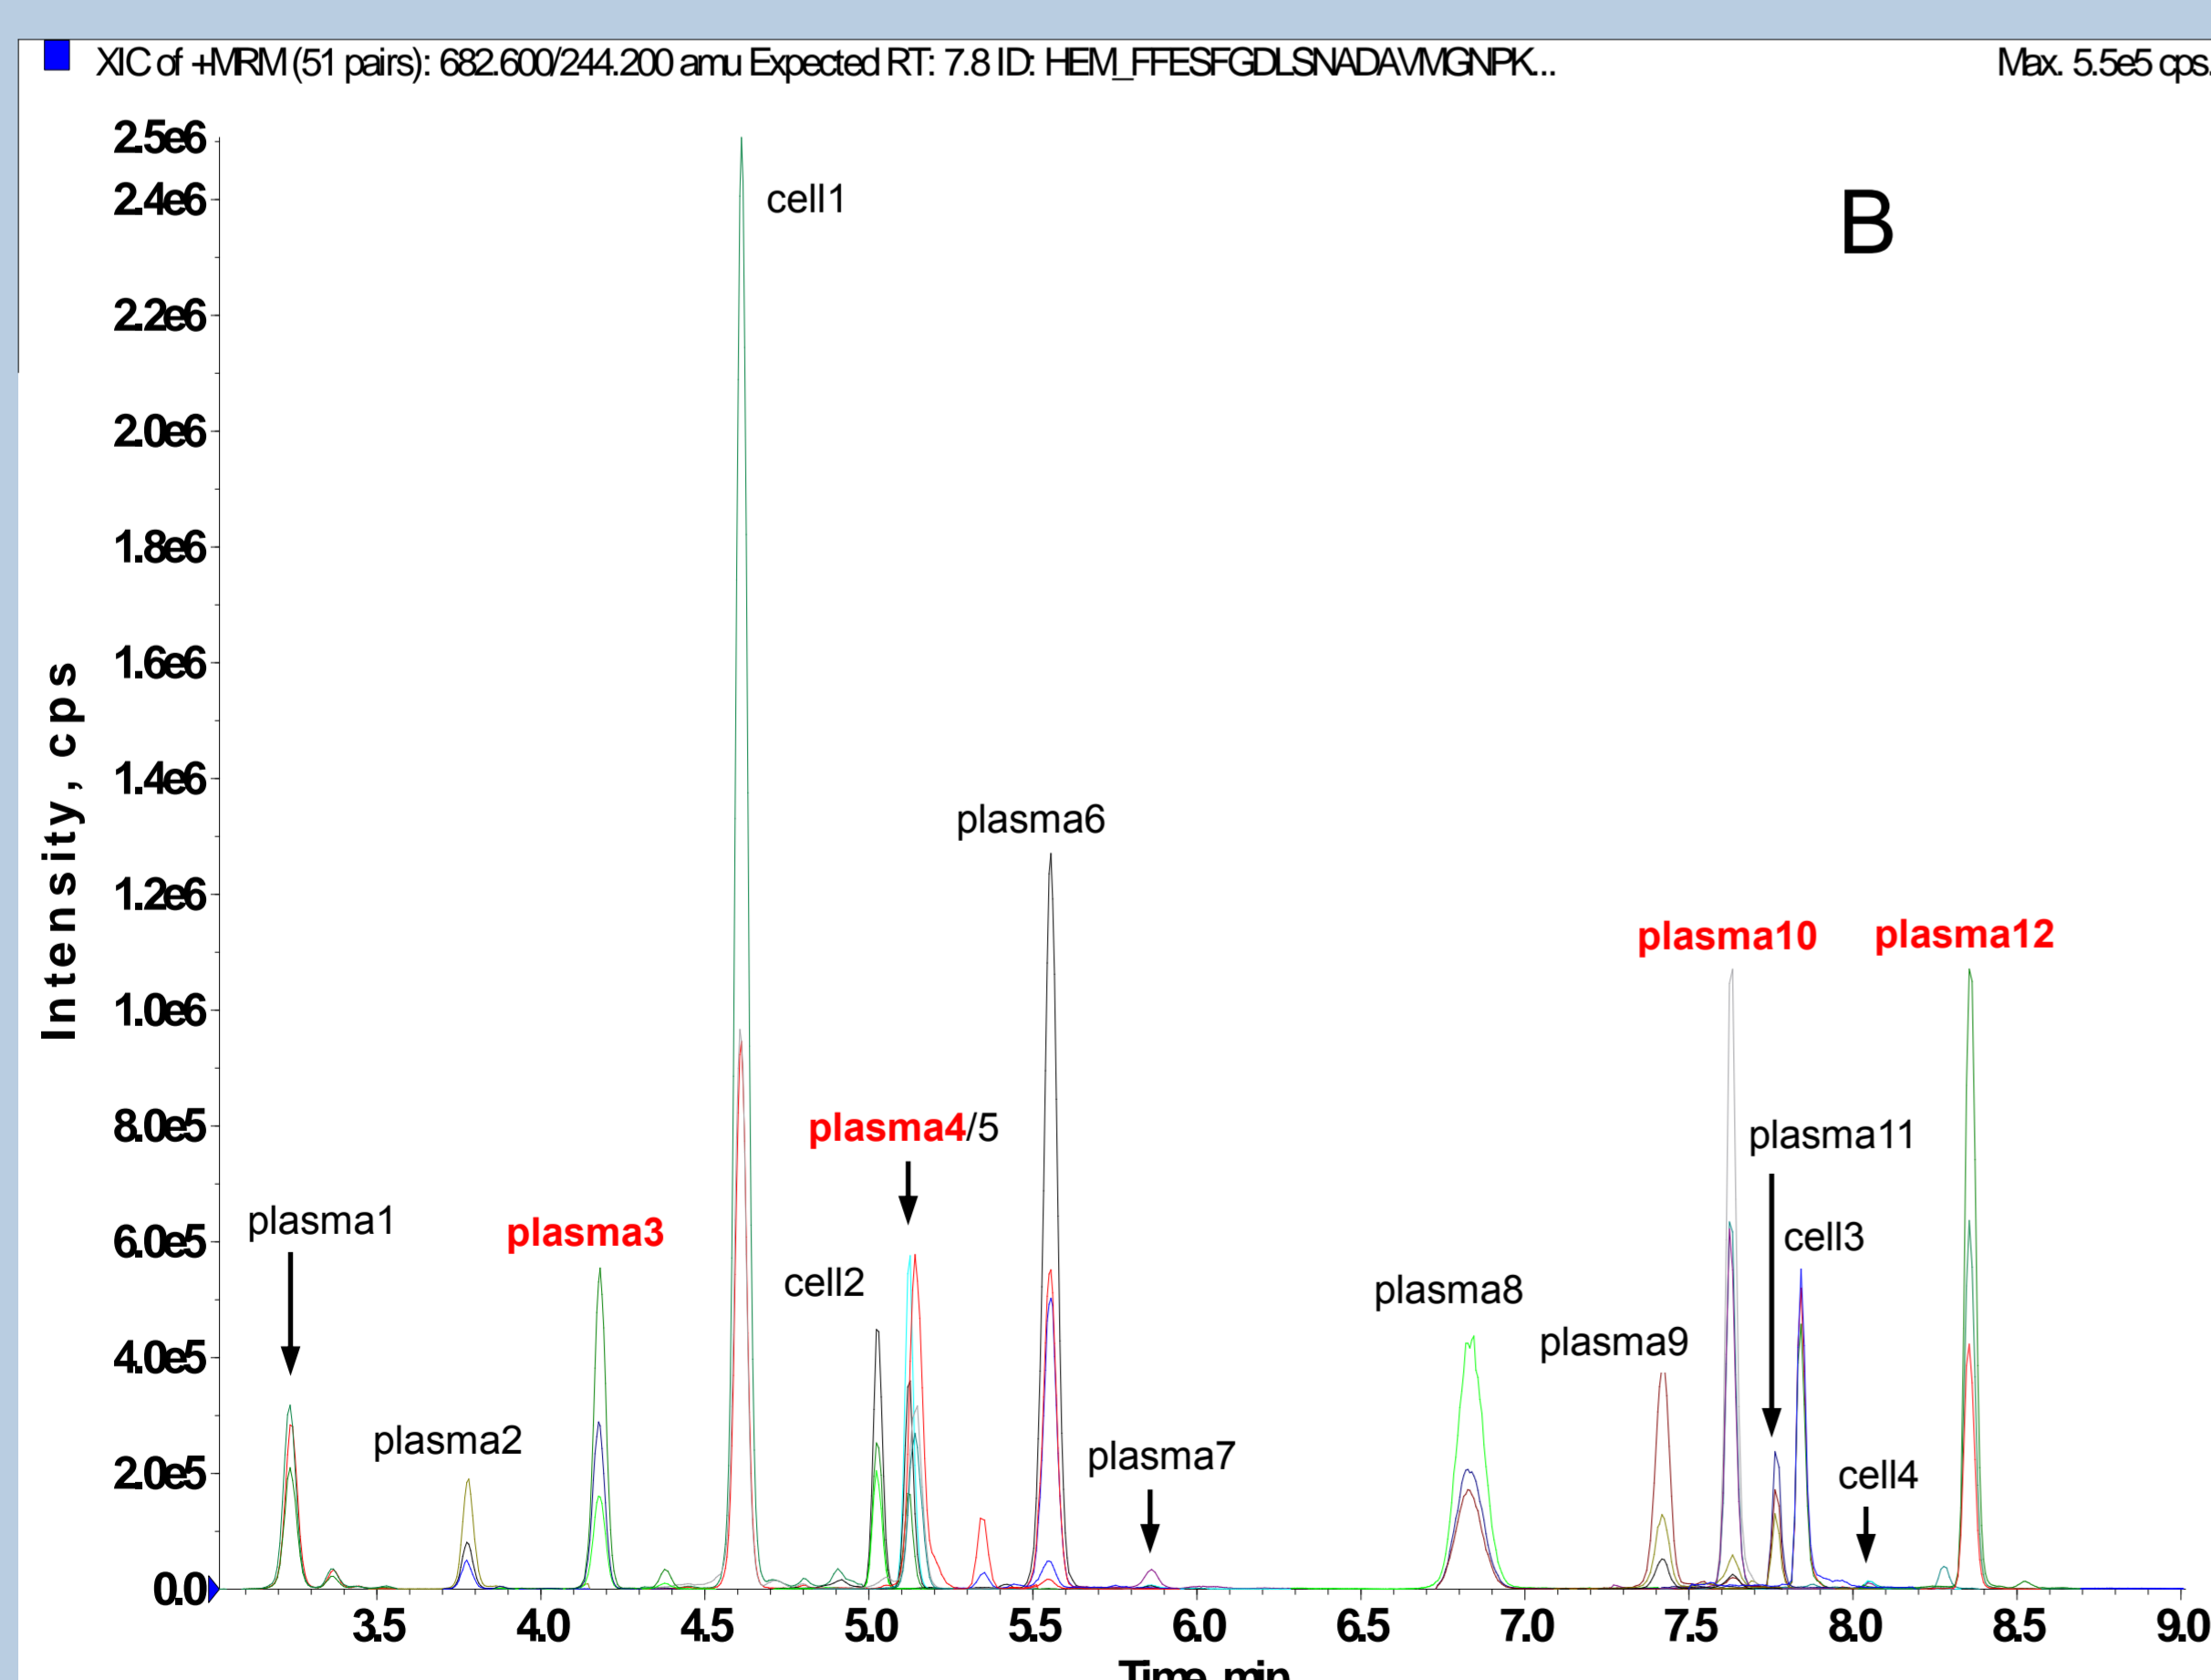 XIC of +MRM (51 pairs): 682.600/244.200 amu Expected RT: 7.8 ID: HEM_FFESFGDLSNADAVMGNPK... Max. 5.5e5 cps.
B
Intensity, cps
2.5e6
2.4e6
2.2e6
2.0e6
1.8e6
1.6e6
1.4e6
1.2e6
1.0e6
8.0e5
6.0e5
4.0e5
2.0e5
0.0
cell1
plasma6
plasma10
plasma12
plasma4/5
plasma11
plasma1
plasma3
cell3
cell2
plasma8
plasma9
plasma2
plasma7
cell4
3.5 4.0 4.5 5.0 5.5 6.0 6.5 7.0 7.5 8.0 8.5 9.0
Time, min